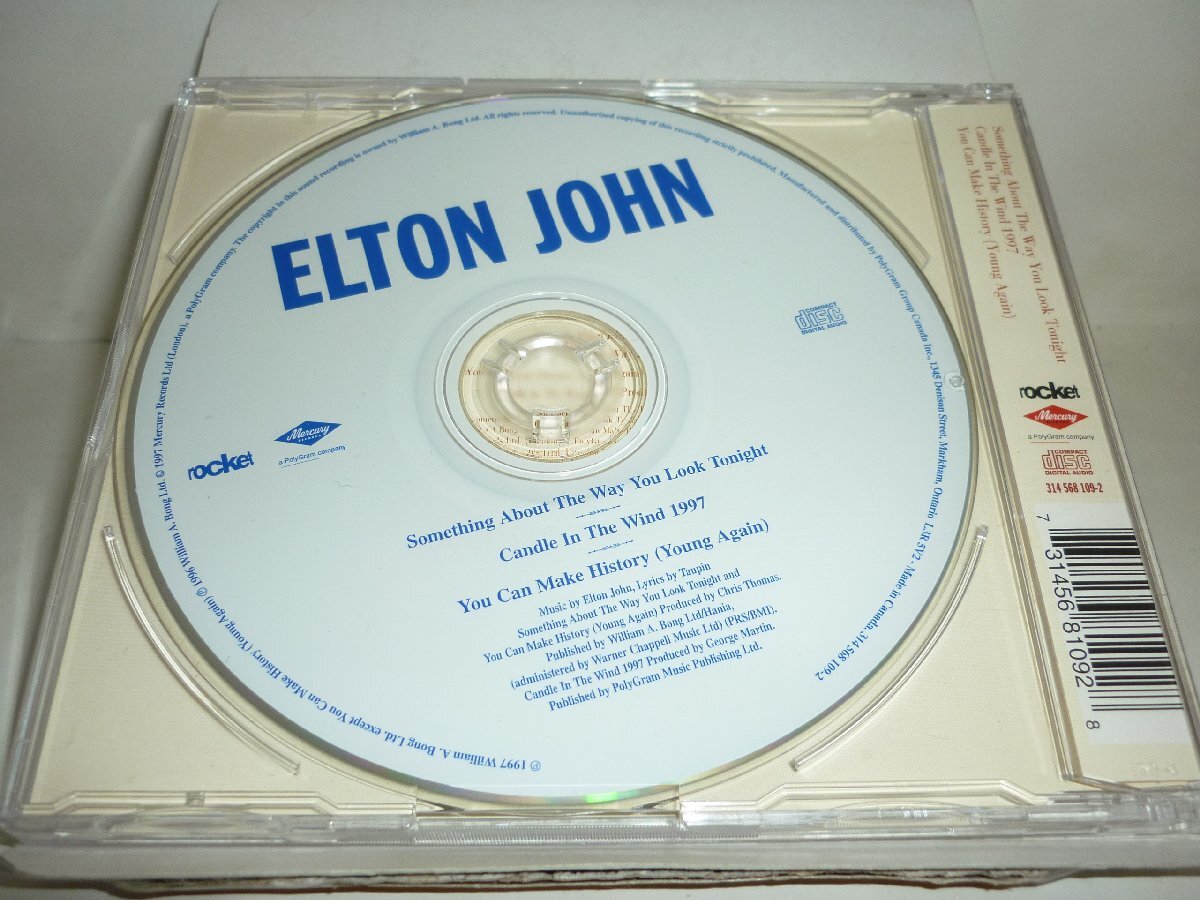 ELTON JOHN
The copyright in this sound recording is owned by William A. Bong Ltd. All rights reserved. Unauthorized copying of this recording strictly prohibited. Manufactured and distributed by PolyGram Group Canada Inc., 1345 Denison Street, Markham, Ontario L3R 5V2 - Made in Canada. 314 568 109-2
℗ 1997 William A. Bong Ltd. except You Can Make History (Young Again) ℗ 1996 William A. Bong Ltd. © 1997 Mercury Records Ltd (London), a PolyGram company.
COMPACT
disc
DIGITAL AUDIO
rocket
Mercury
RECORDS
a PolyGram company
Something About The Way You Look Tonight
Candle In The Wind 1997
You Can Make History (Young Again)
Music by Elton John, Lyrics by Taupin
Something About The Way You Look Tonight and
You Can Make History (Young Again) Produced by Chris Thomas.
Published by William A. Bong Ltd/Hania,
(administered by Warner Chappell Music Ltd) (PRS/BMI).
Candle In The Wind 1997 Produced by George Martin.
Published by PolyGram Music Publishing Ltd.
Something About The Way You Look Tonight
Candle In The Wind 1997
You Can Make History (Young Again)
rocket
Mercury
a PolyGram company
COMPACT
disc
DIGITAL AUDIO
314 568 109-2
7 31456 81092 8